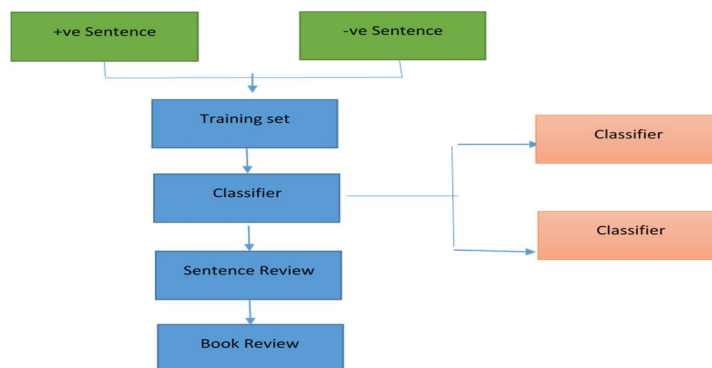 +ve Sentence
-ve Sentence
Training set
Classifier
Classifier
Classifier
Sentence Review
Book Review